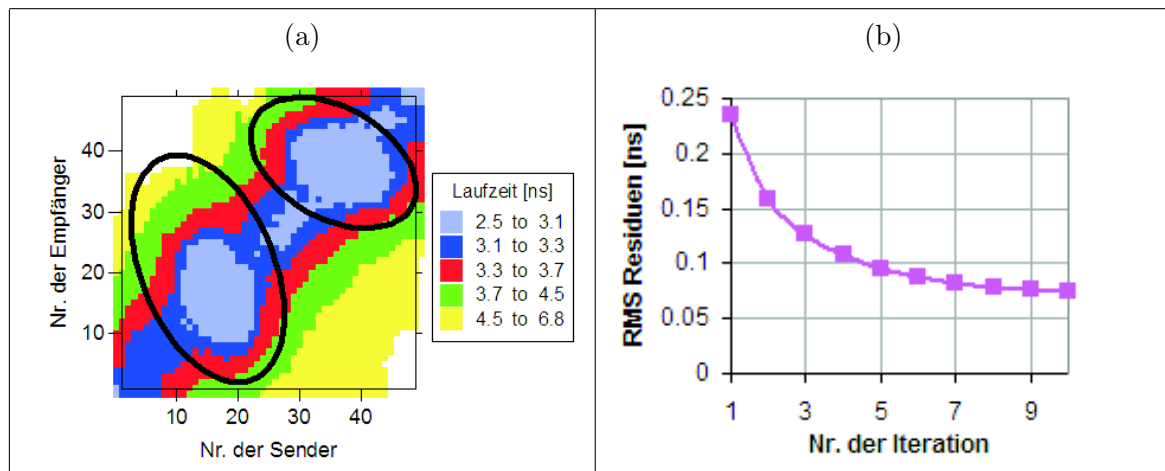 (a)
Nr. der Empfänger
40
30
20
10
10 20 30 40
Nr. der Sender
Laufzeit [ns]
2.5 to 3.1
3.1 to 3.3
3.3 to 3.7
3.7 to 4.5
4.5 to 6.8
(b)
RMS Residuen [ns]
0.25
0.2
0.15
0.1
0.05
0
1 3 5 7 9
Nr. der Iteration